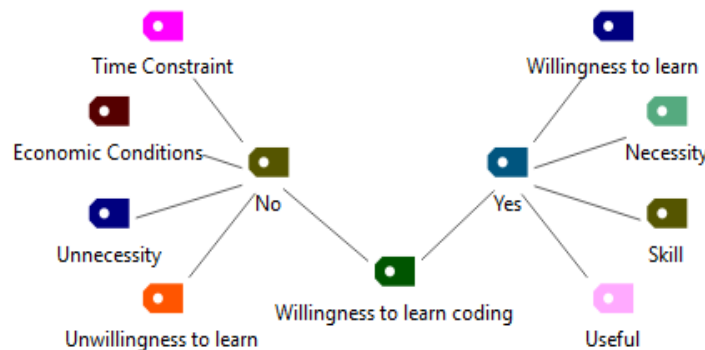 Time Constraint
Willingness to learn
Economic Conditions
Necessity
No
Yes
Unnecessity
Skill
Willingness to learn coding
Unwillingness to learn
Useful